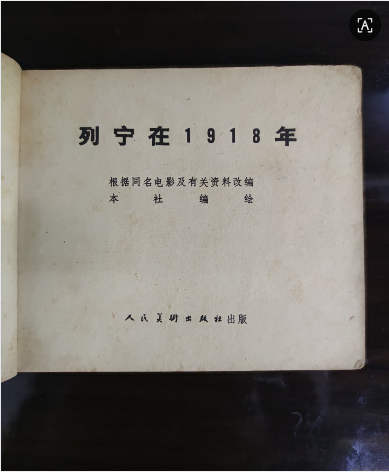 列宁在1918年
根据同名电影及有关资料改编
本社编绘
人民美术出版社出版